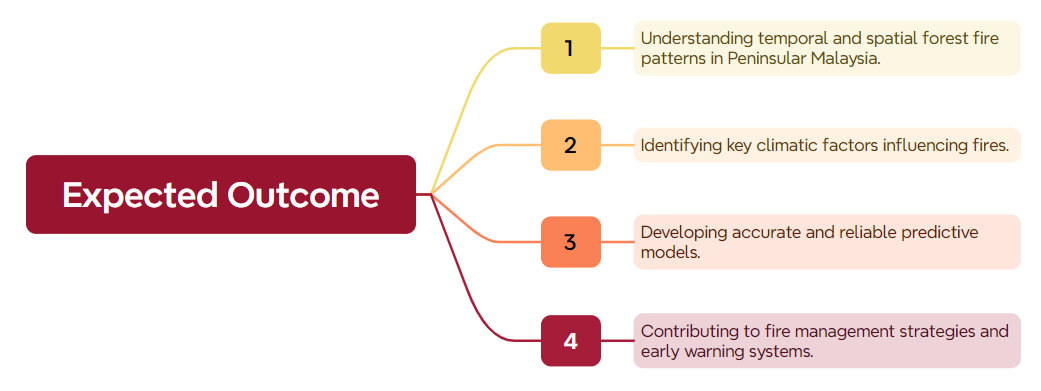 Expected Outcome
1
Understanding temporal and spatial forest fire
patterns in Peninsular Malaysia.
2
Identifying key climatic factors influencing fires.
3
Developing accurate and reliable predictive
models.
4
Contributing to fire management strategies and
early warning systems.